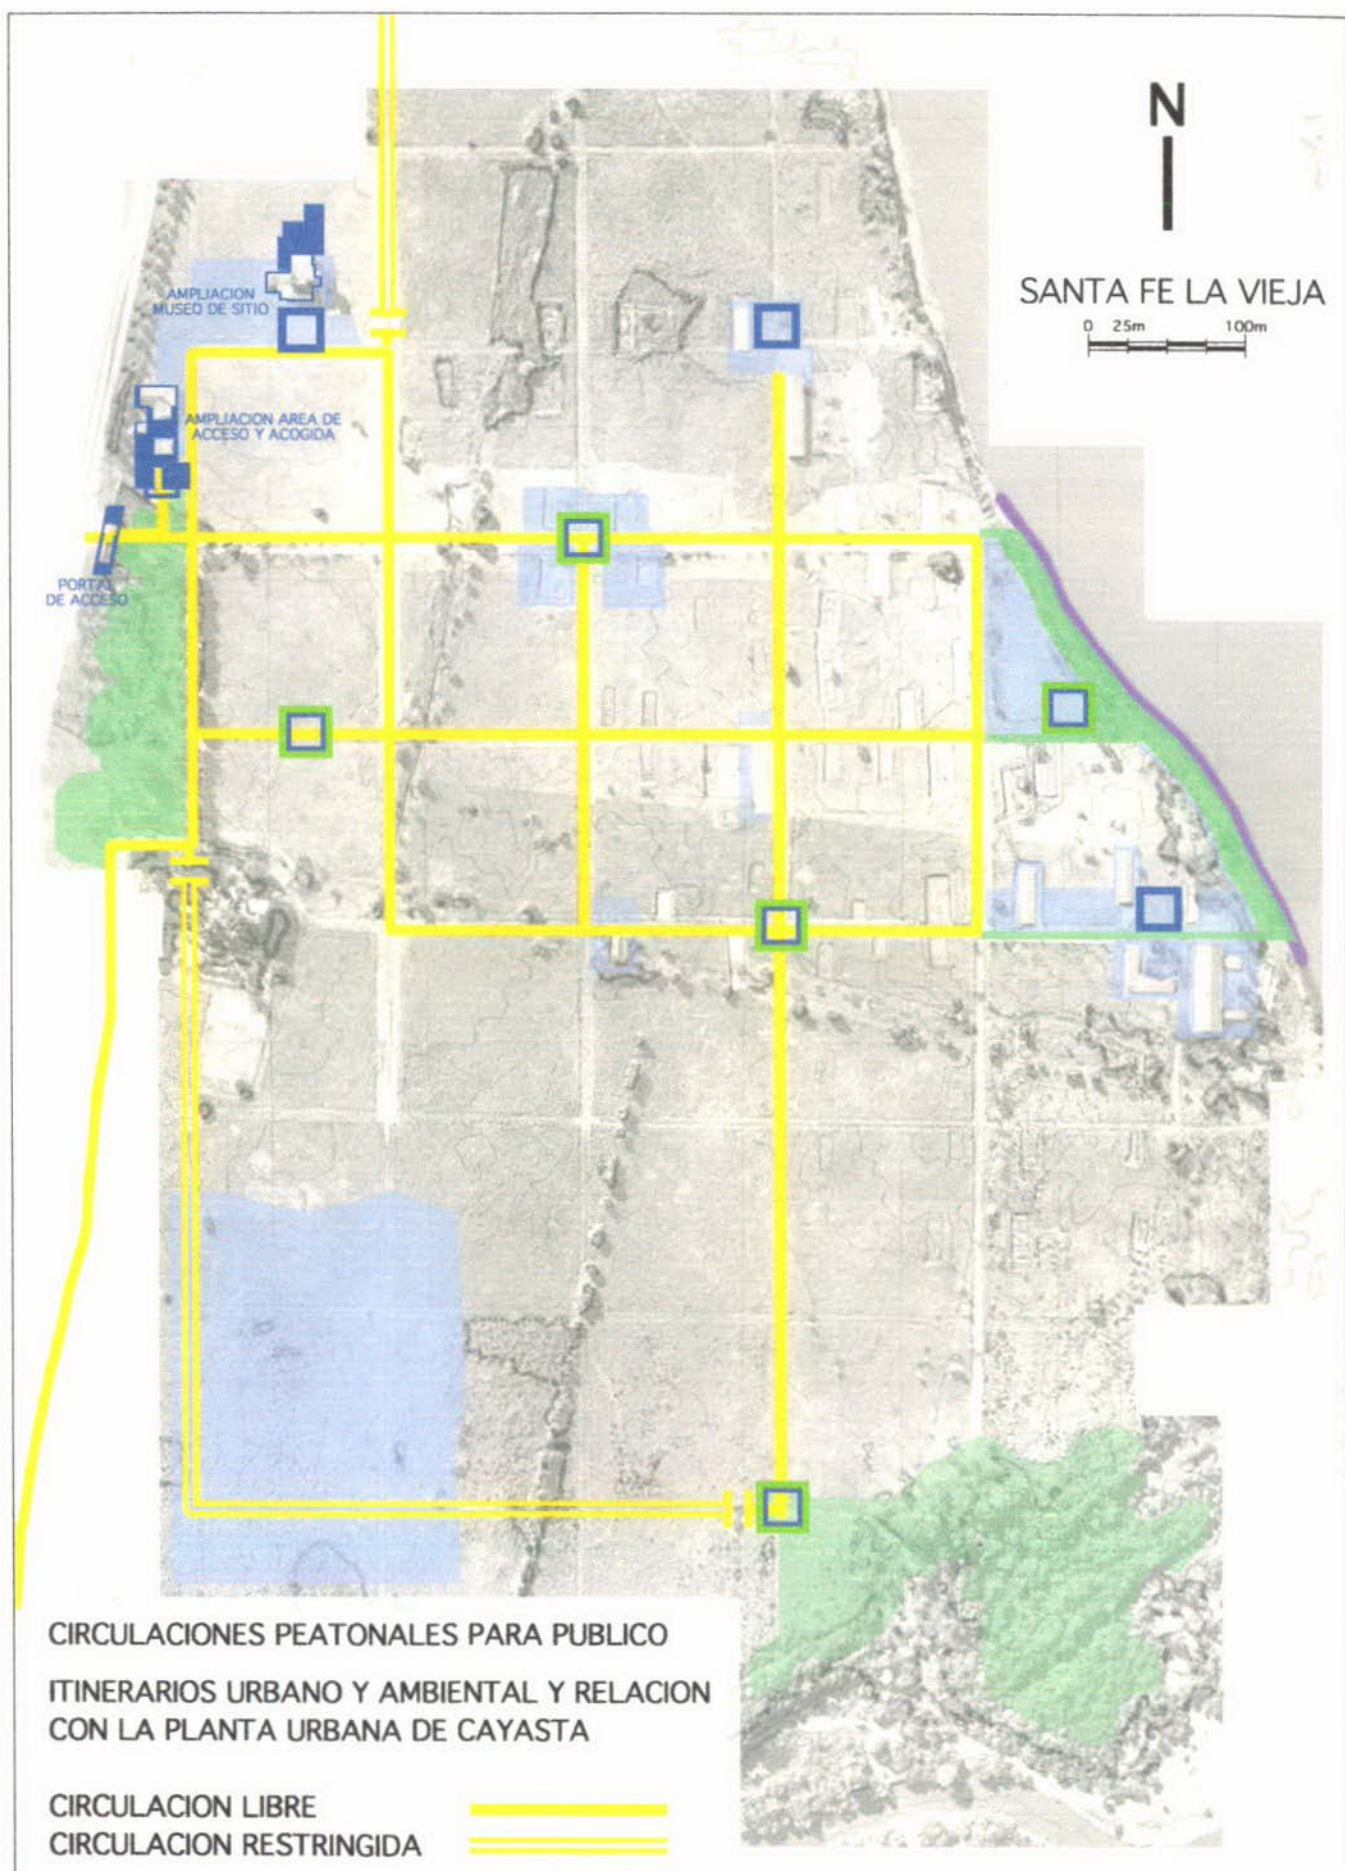 N
SANTA FE LA VIEJA
0 25m 100m
AMPLIACION
MUSEO DE SITIO
AMPLIACION AREA DE
ACCESO Y ACOGIDA
PORTAL
DE ACCESO
CIRCULACIONES PEATONALES PARA PUBLICO
ITINERARIOS URBANO Y AMBIENTAL Y RELACION
CON LA PLANTA URBANA DE CAYASTA
CIRCULACION LIBRE
CIRCULACION RESTRINGIDA